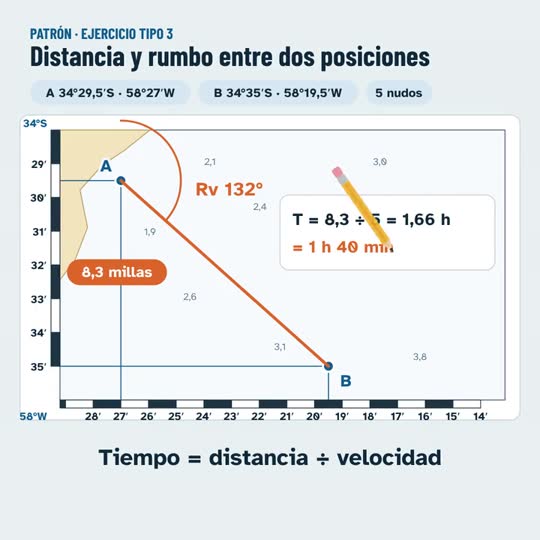 PATRÓN · EJERCICIO TIPO 3
Distancia y rumbo entre dos posiciones
A 34°29,5'S · 58°27'W
B 34°35'S · 58°19,5'W
5 nudos
34°S
29'
30'
31'
32'
33'
34'
35'
A
Rv 132°
2,1
3,0
2,4
1,9
T = 8,3 ÷ 5 = 1,66 h
= 1 h 40 min
8,3 millas
2,6
3,1
3,8
B
58°W
28' 27' 26' 25' 24' 23' 22' 21' 20' 19' 18' 17' 16' 15' 14'
Tiempo = distancia ÷ velocidad